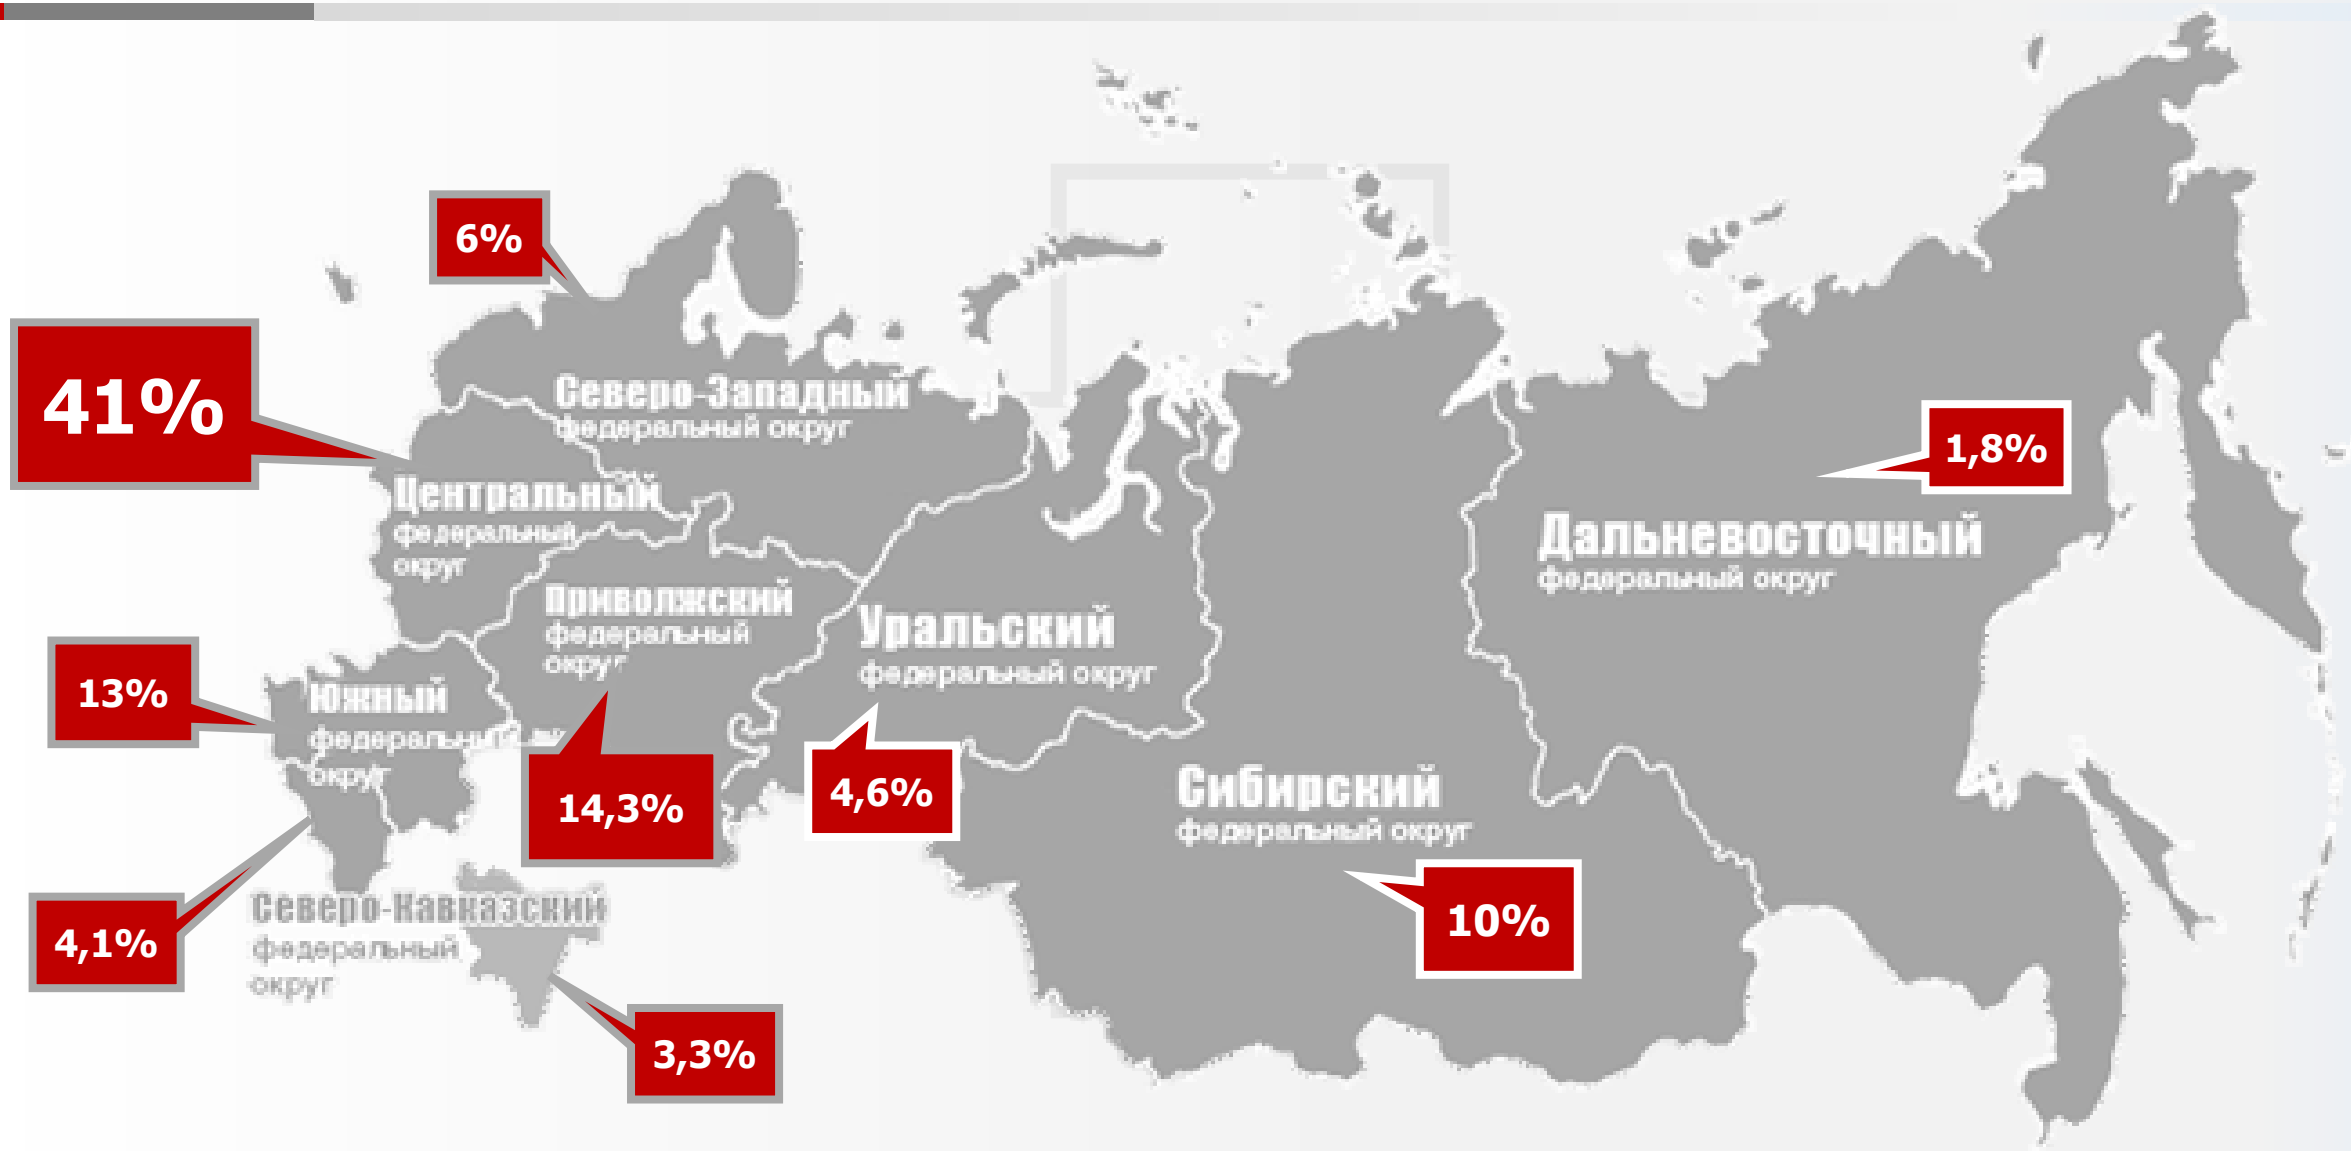 6%
41%
Северо-Западный
федеральный округ
1,8%
Центральный
федеральный
округ
Дальневосточный
федеральный округ
Приволжский
федеральный
округ
Уральский
федеральный округ
13%
Южный
федеральный
округ
14,3%
4,6%
Сибирский
федеральный округ
10%
4,1%
Северо-Кавказский
федеральный
округ
3,3%